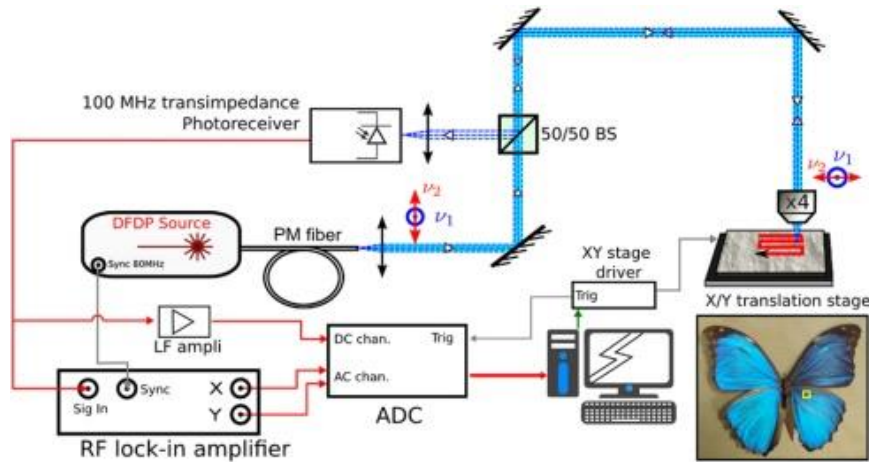 100 MHz transimpedance
Photoreceiver
50/50 BS
ν₂
ν₁
ν₂
ν₁
x4
DFDP Source
Sync 80MHz
PM fiber
XY stage
driver
Trig
X/Y translation stage
LF ampli
DC chan.
Trig
AC chan.
ADC
Sig In
Sync
X
Y
RF lock-in amplifier